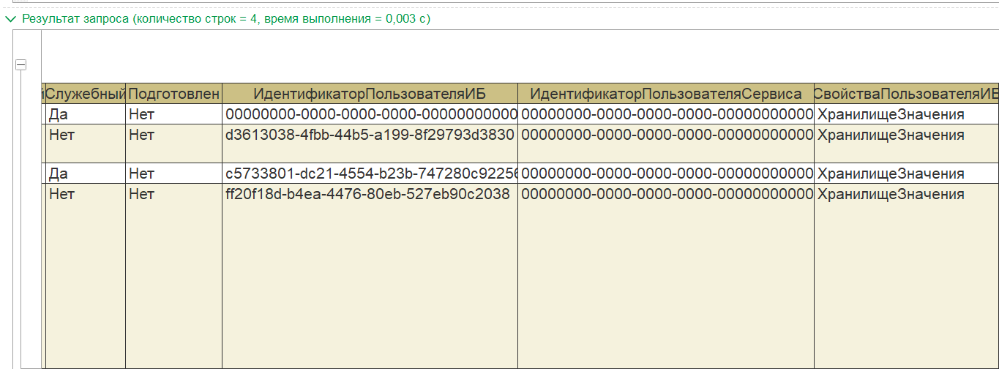 Результат запроса (количество строк = 4, время выполнения = 0,003 с)
Служебный Подготовлен ИдентификаторПользователяИБ ИдентификаторПользователяСервиса СвойстваПользователяИБ
Да Нет 00000000-0000-0000-0000-00000000000 00000000-0000-0000-0000-00000000000 ХранилищеЗначения
Нет Нет d3613038-4fbb-44b5-a199-8f29793d3830 00000000-0000-0000-0000-00000000000 ХранилищеЗначения
Да Нет c5733801-dc21-4554-b23b-747280c92256 00000000-0000-0000-0000-00000000000 ХранилищеЗначения
Нет Нет ff20f18d-b4ea-4476-80eb-527eb90c2038 00000000-0000-0000-0000-00000000000 ХранилищеЗначения